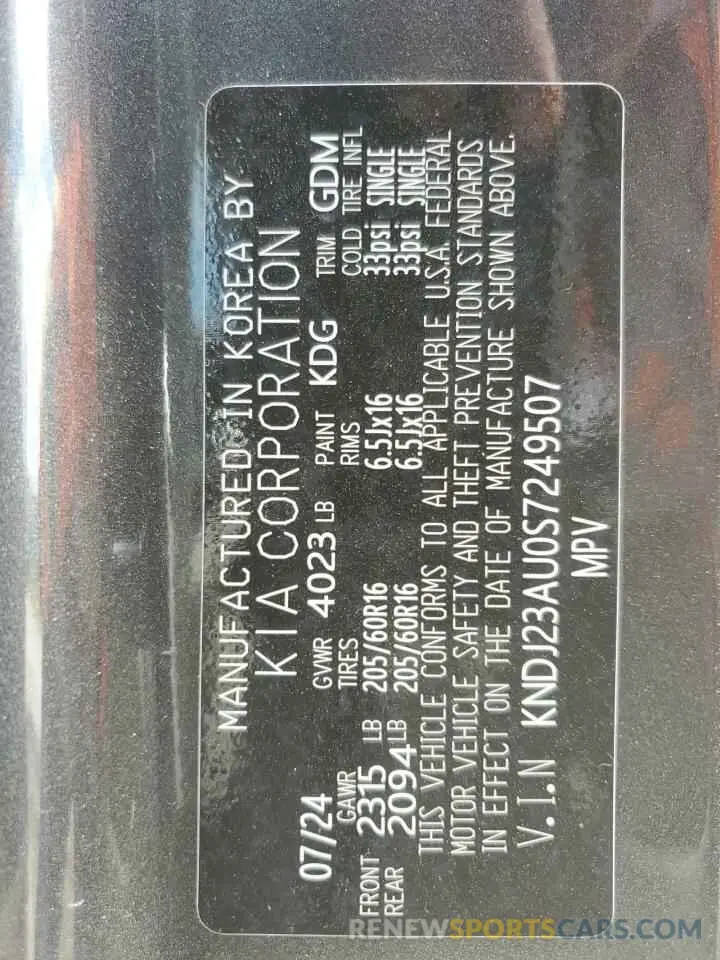 MANUFACTURED IN KOREA BY
KIA CORPORATION
07/24 GVWR 4023 LB PAINT KDG TRIM GDM
GAWR TIRES RIMS COLD TIRE INFL
FRONT 2315 LB 205/60R16 6.5Jx16 33psi SINGLE
REAR 2094 LB 205/60R16 6.5Jx16 33psi SINGLE
THIS VEHICLE CONFORMS TO ALL APPLICABLE U.S.A. FEDERAL
MOTOR VEHICLE SAFETY AND THEFT PREVENTION STANDARDS
IN EFFECT ON THE DATE OF MANUFACTURE SHOWN ABOVE.
V.I.N KNDJ23AU0S7249507
MPV
RENEWSPORTSCARS.COM